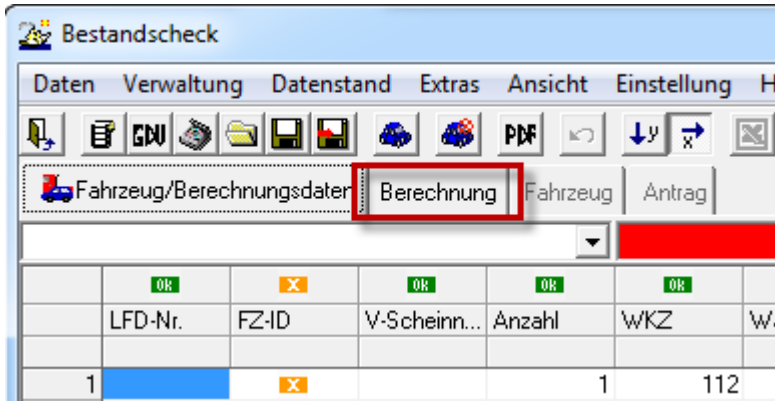 Bestandscheck
Daten Verwaltung Datenstand Extras Ansicht Einstellung
GDV PDF y x
Fahrzeug/Berechnungsdaten Berechnung Fahrzeug Antrag
OK X OK OK OK
LFD-Nr. FZ-ID V-Scheinn... Anzahl WKZ
1 X 1 112